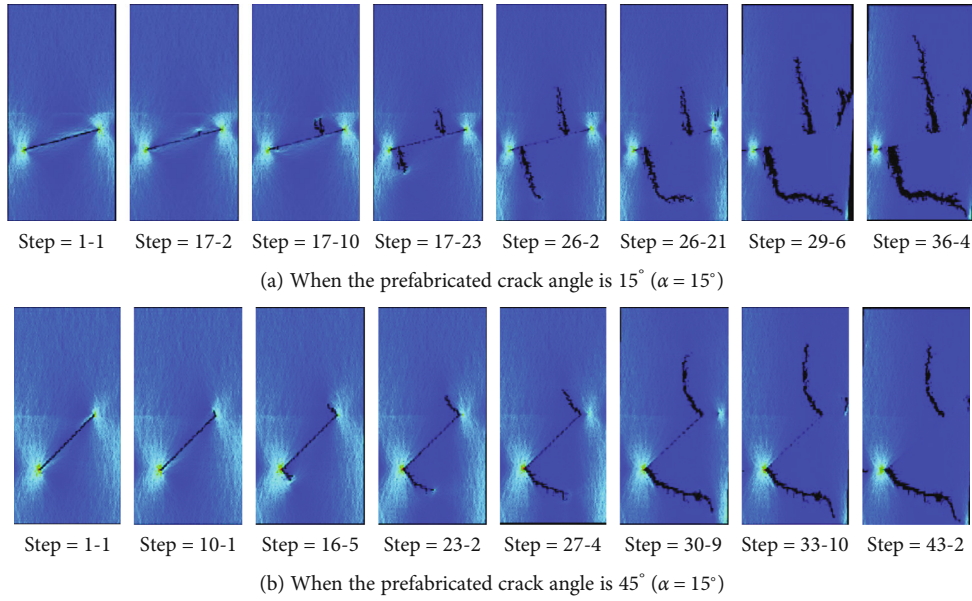 Step = 1-1 Step = 17-2 Step = 17-10 Step = 17-23 Step = 26-2 Step = 26-21 Step = 29-6 Step = 36-4
(a) When the prefabricated crack angle is 15° (α = 15°)
Step = 1-1 Step = 10-1 Step = 16-5 Step = 23-2 Step = 27-4 Step = 30-9 Step = 33-10 Step = 43-2
(b) When the prefabricated crack angle is 45° (α = 15°)